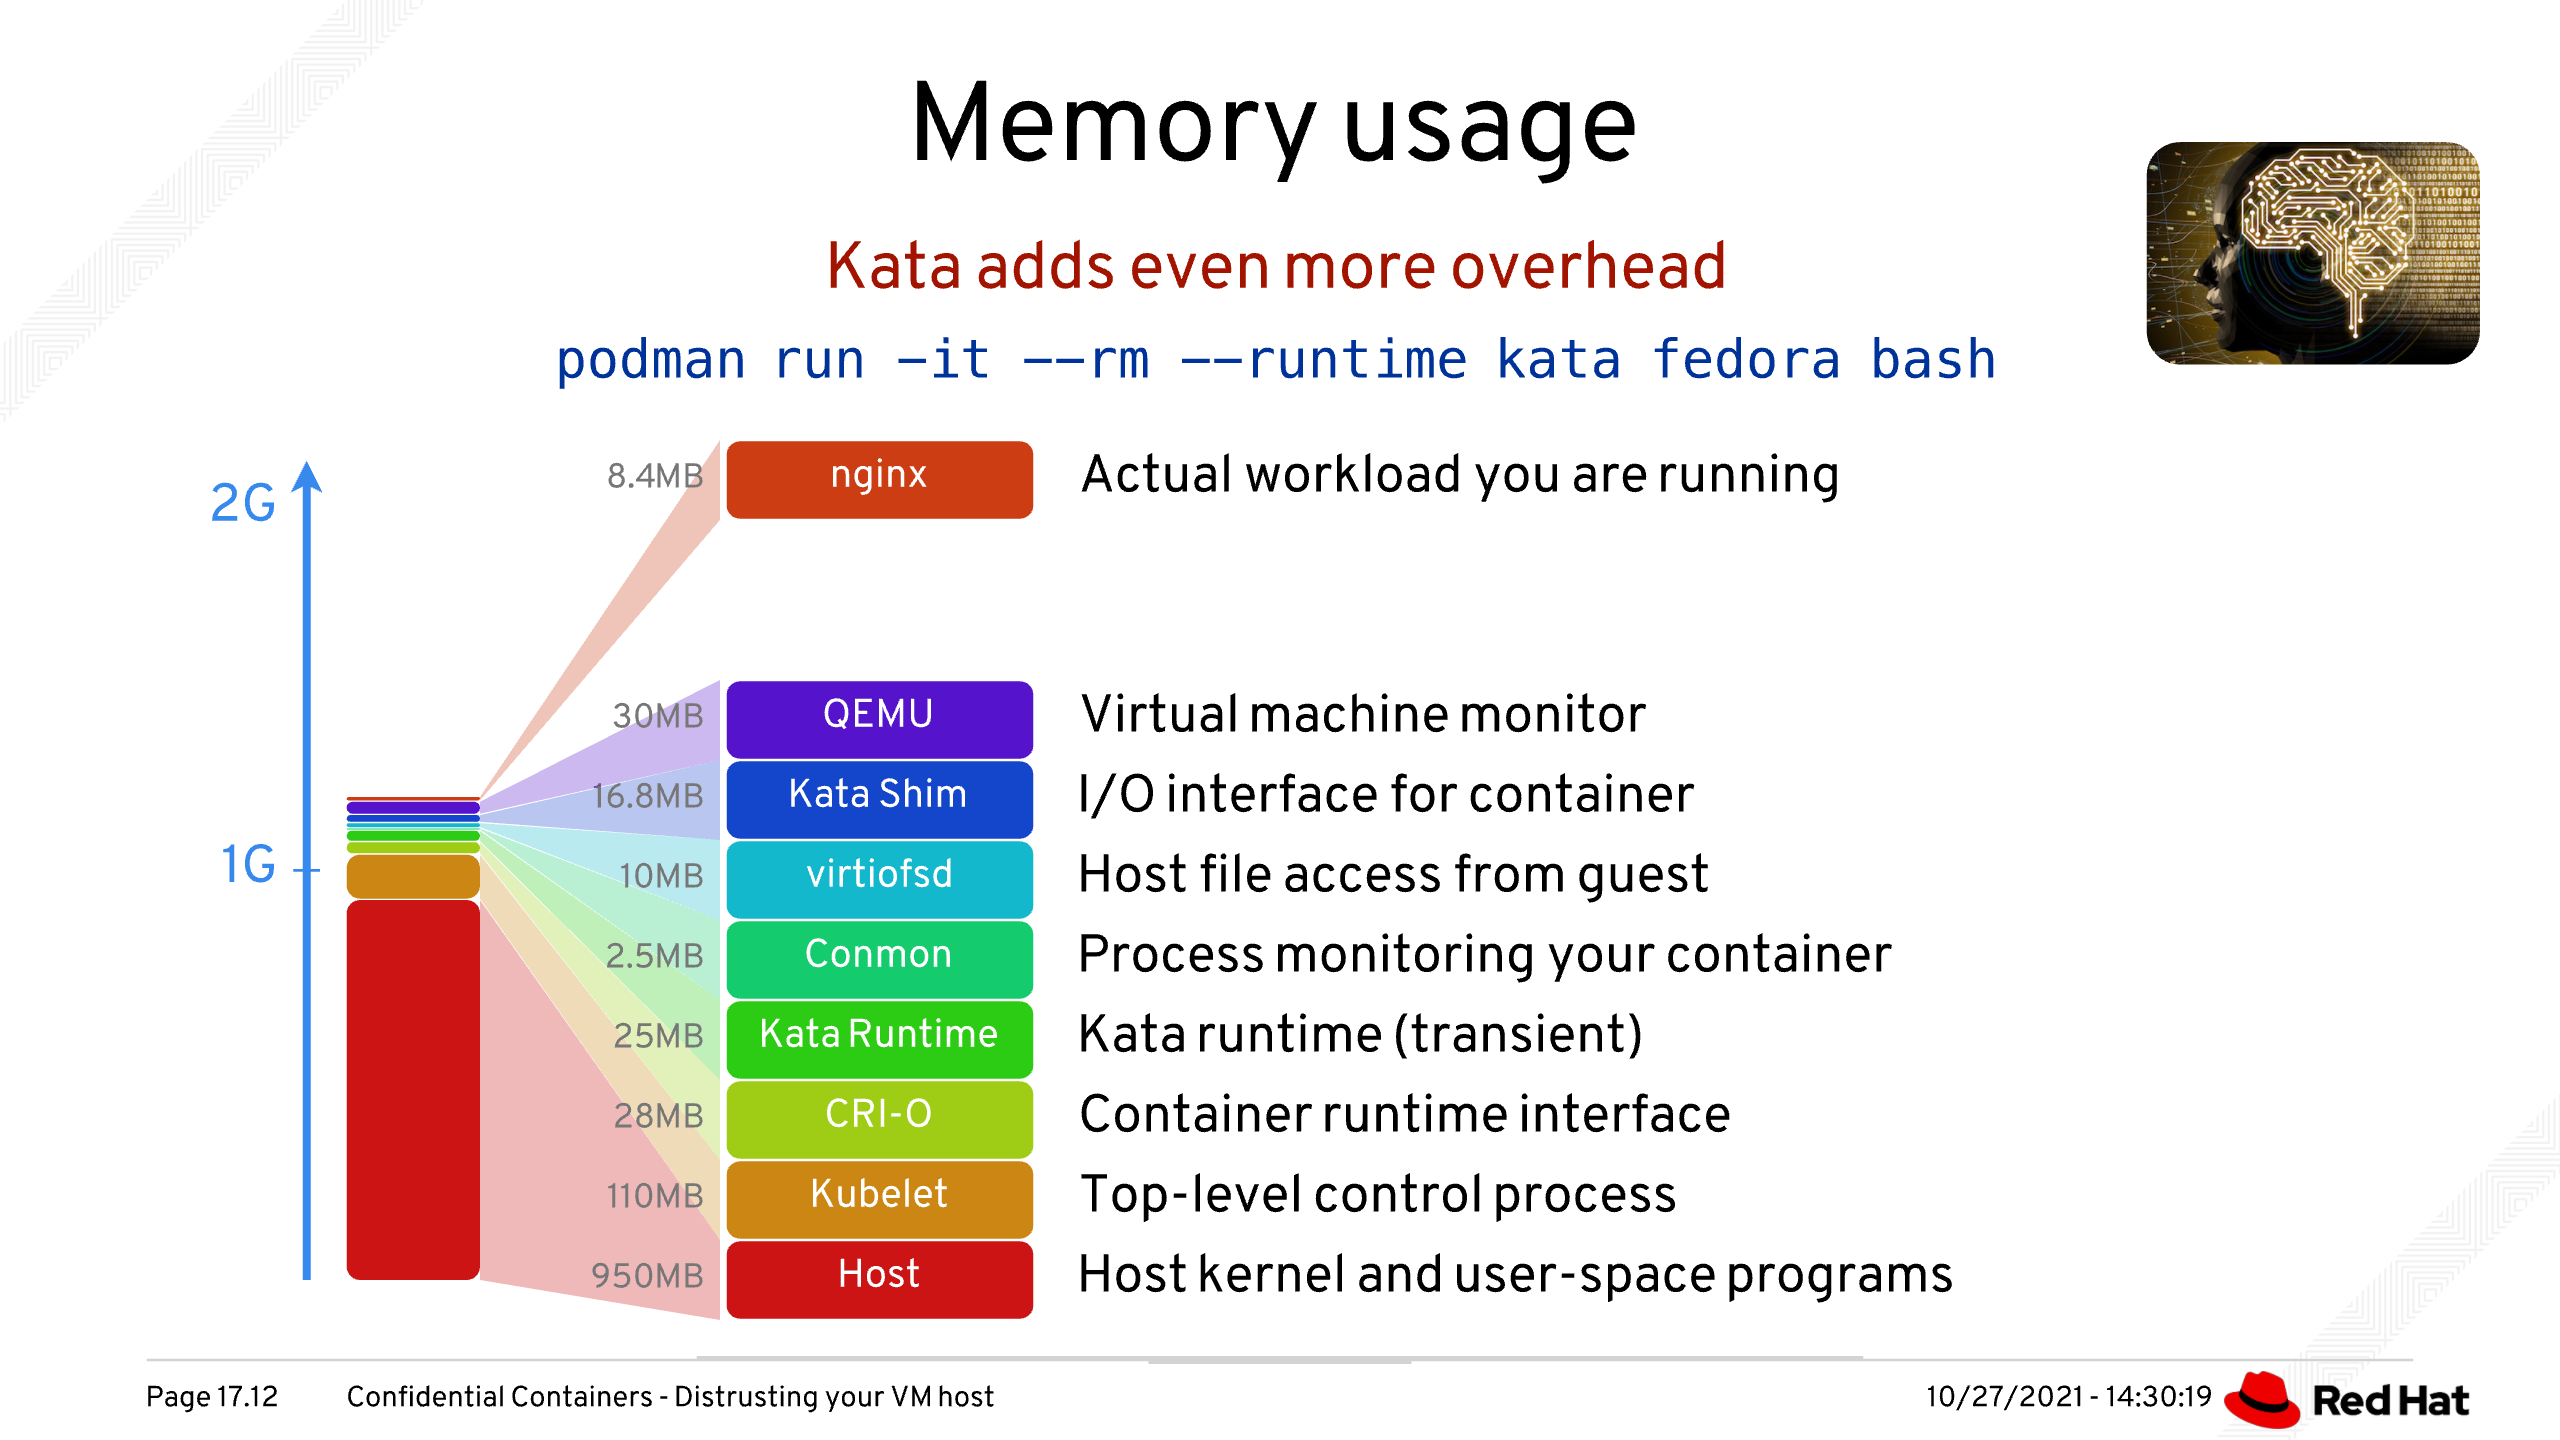 Memory usage
Kata adds even more overhead
podman run -it --rm --runtime kata fedora bash
2G
1G
8.4MB nginx Actual workload you are running
30MB QEMU Virtual machine monitor
16.8MB Kata Shim I/O interface for container
10MB virtiofsd Host file access from guest
2.5MB Conmon Process monitoring your container
25MB Kata Runtime Kata runtime (transient)
28MB CRI-O Container runtime interface
110MB Kubelet Top-level control process
950MB Host Host kernel and user-space programs
Page 17.12 Confidential Containers - Distrusting your VM host 10/27/2021 - 14:30:19 Red Hat